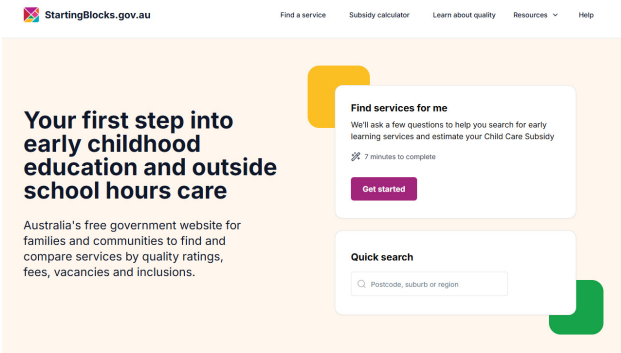 StartingBlocks.gov.au
Find a service
Subsidy calculator
Learn about quality
Resources
Help
Your first step into
early childhood
education and outside
school hours care
Australia's free government website for
families and communities to find and
compare services by quality ratings,
fees, vacancies and inclusions.
Find services for me
We'll ask a few questions to help you search for early
learning services and estimate your Child Care Subsidy
7 minutes to complete
Get started
Quick search
Postcode, suburb or region